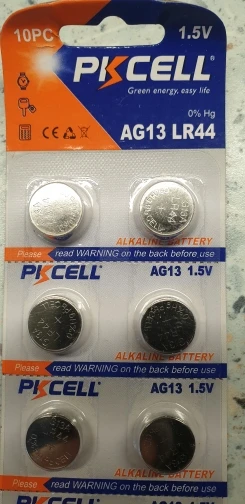 10PC 1.5V
PKCELL
Green energy, easy life
0% Hg
CE
AG13 LR44
ALKALINE BATTERY
Please read WARNING on the back before use
PKCELL AG13 1.5V
ALKALINE BATTERY
Please read WARNING on the back before use
PKCELL AG13 1.5V
ALKALINE BATTERY
Please read WARNING on the back before use